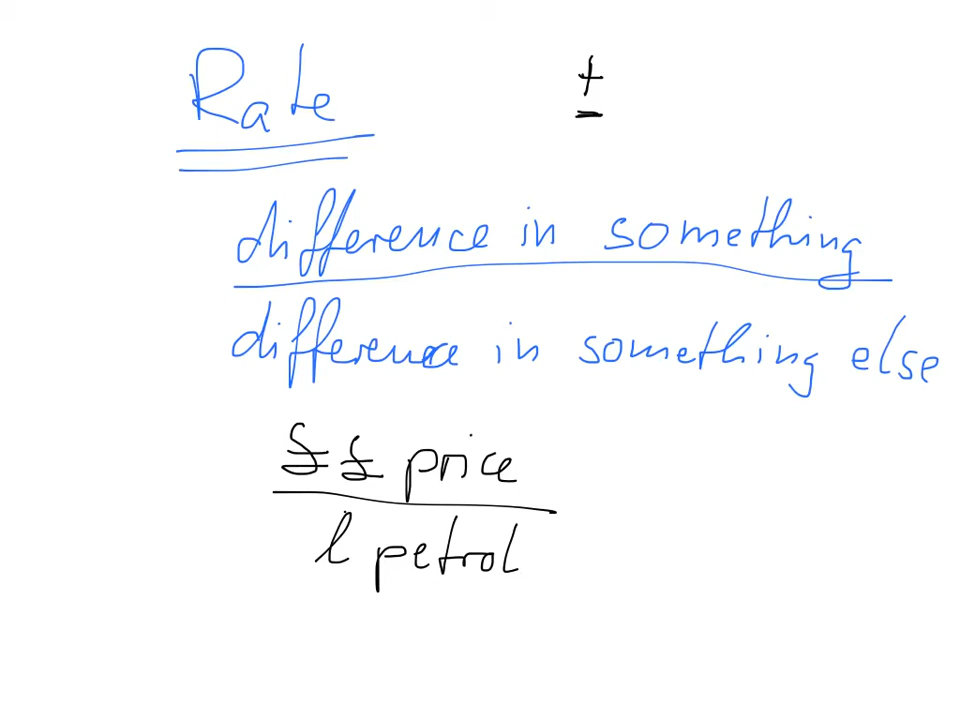 Rate
±
difference in something
difference in something else
££ price
l petrol